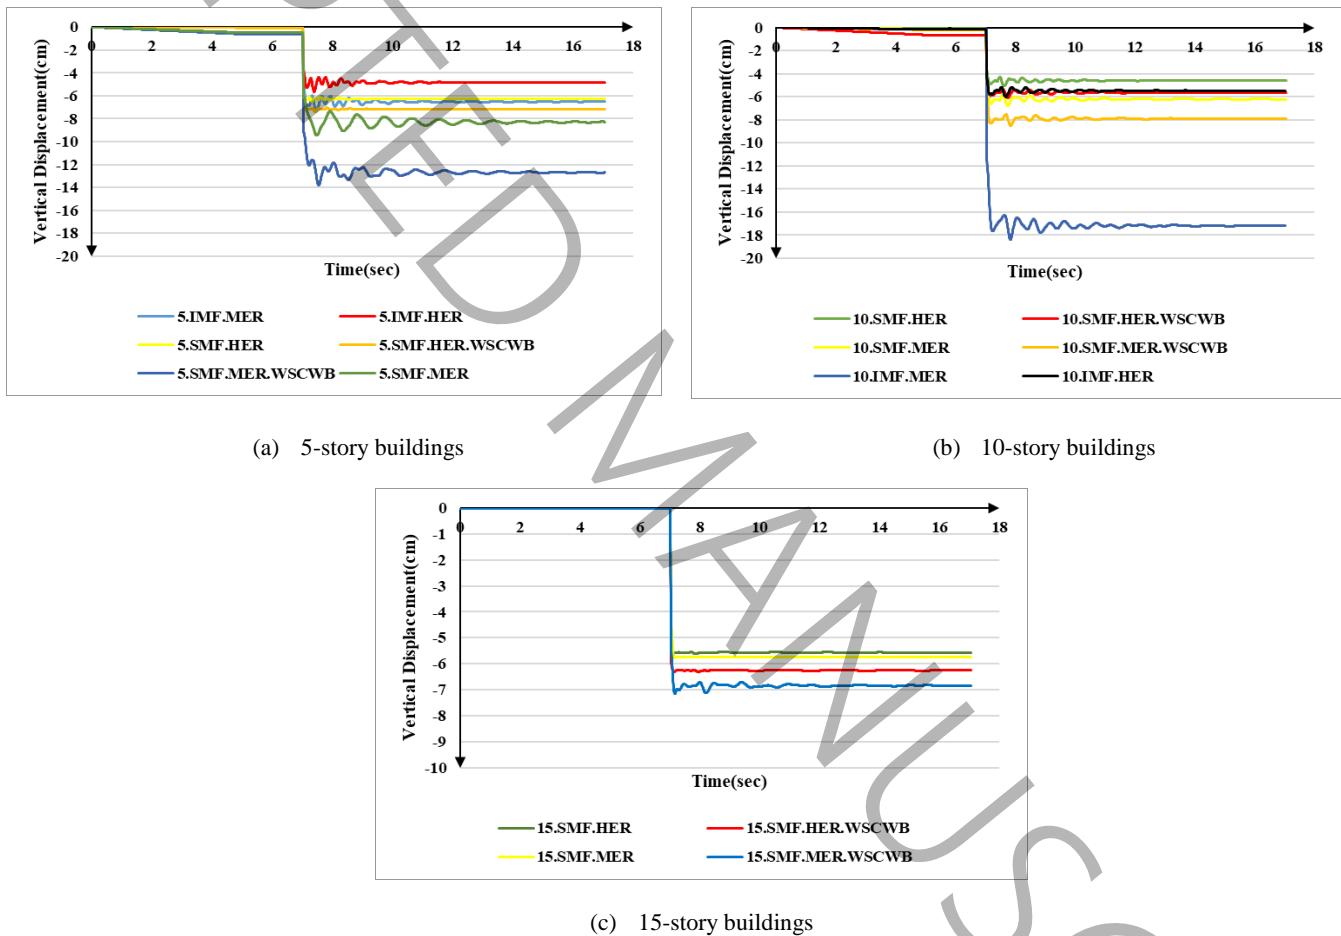 0
0 2 4 6 8 10 12 14 16 18
-2
-4
-6
-8
-10
-12
-14
-16
-18
-20
Vertical Displacement(cm)
Time(sec)
5.IMF.MER 5.IMF.HER
5.SMF.HER 5.SMF.HER.WSCWB
5.SMF.MER.WSCWB 5.SMF.MER
0
0 2 4 6 8 10 12 14 16 18
-2
-4
-6
-8
-10
-12
-14
-16
-18
-20
Vertical Displacement(cm)
Time(sec)
10.SMF.HER 10.SMF.HER.WSCWB
10.SMF.MER 10.SMF.MER.WSCWB
10.IMF.MER 10.IMF.HER
(a) 5-story buildings
(b) 10-story buildings
0
0 2 4 6 8 10 12 14 16 18
-1
-2
-3
-4
-5
-6
-7
-8
-9
-10
Vertical Displacement(cm)
Time(sec)
15.SMF.HER 15.SMF.HER.WSCWB
15.SMF.MER 15.SMF.MER.WSCWB
(c) 15-story buildings